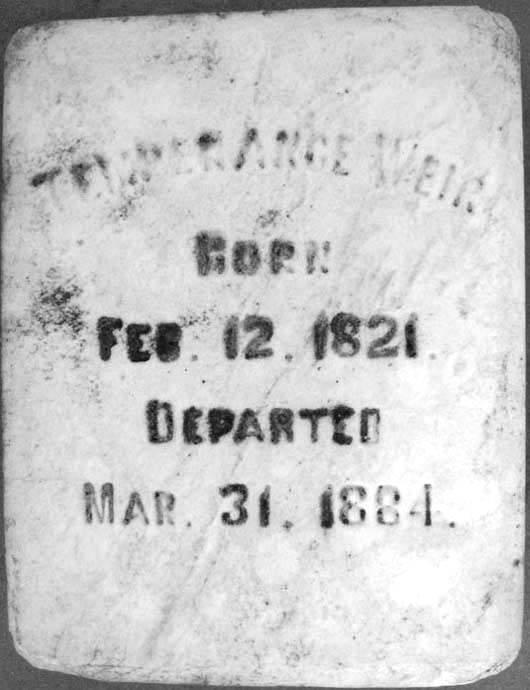 TEMPERANCE WEIR
BORN
FEB. 12. 1821.
DEPARTED
MAR. 31. 1884.